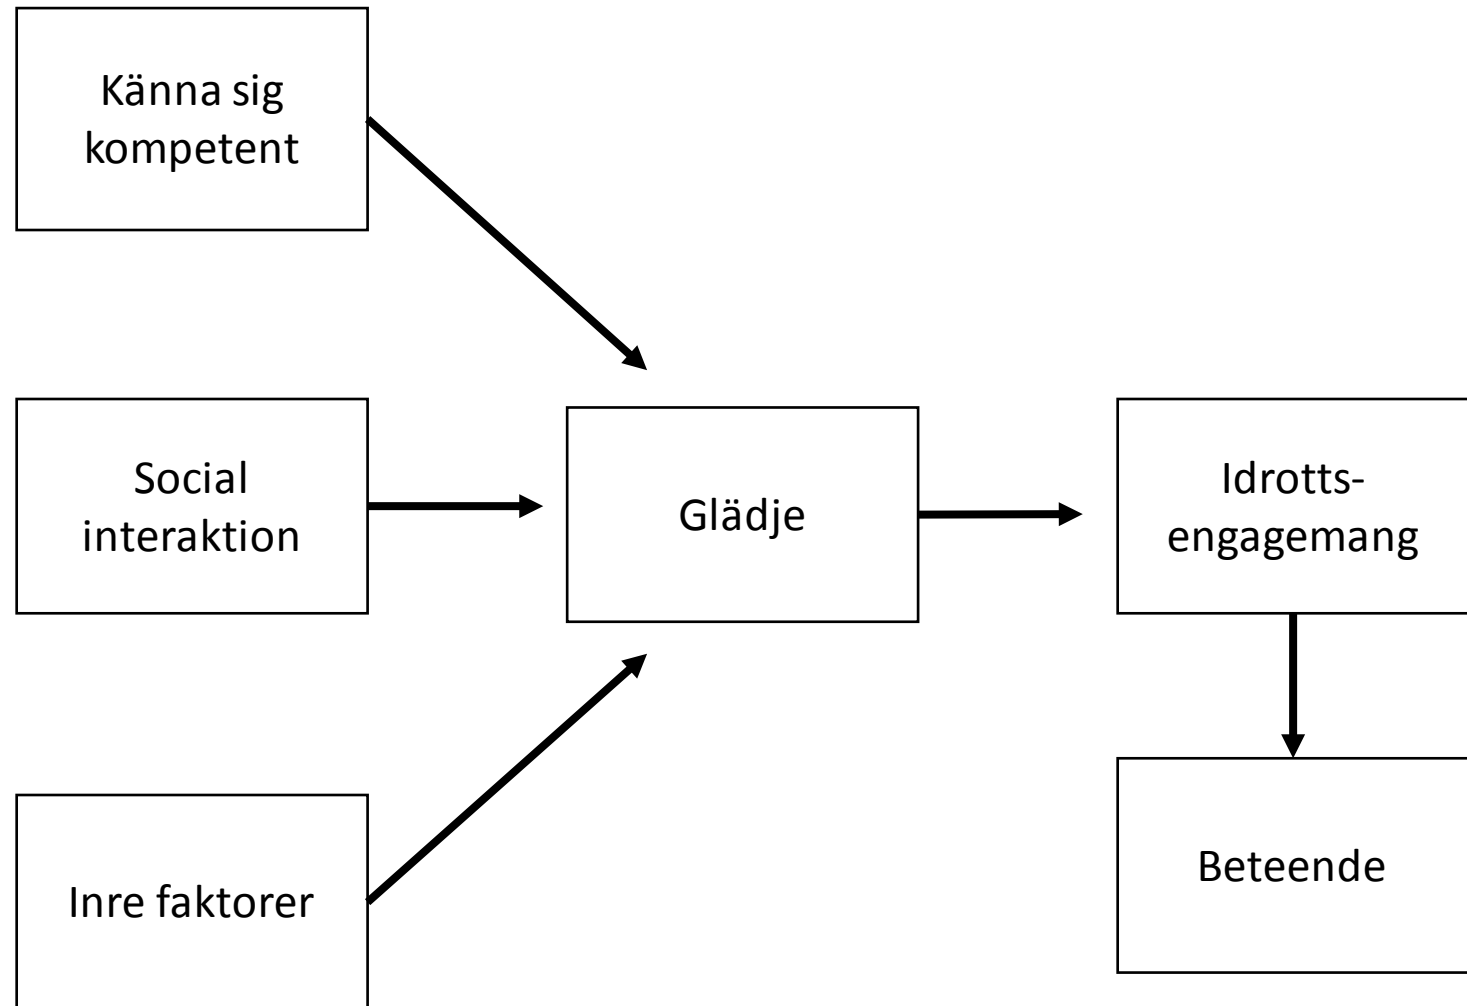 Känna sig
kompetent
Social
interaktion
Glädje
Idrotts-
engagemang
Inre faktorer
Beteende